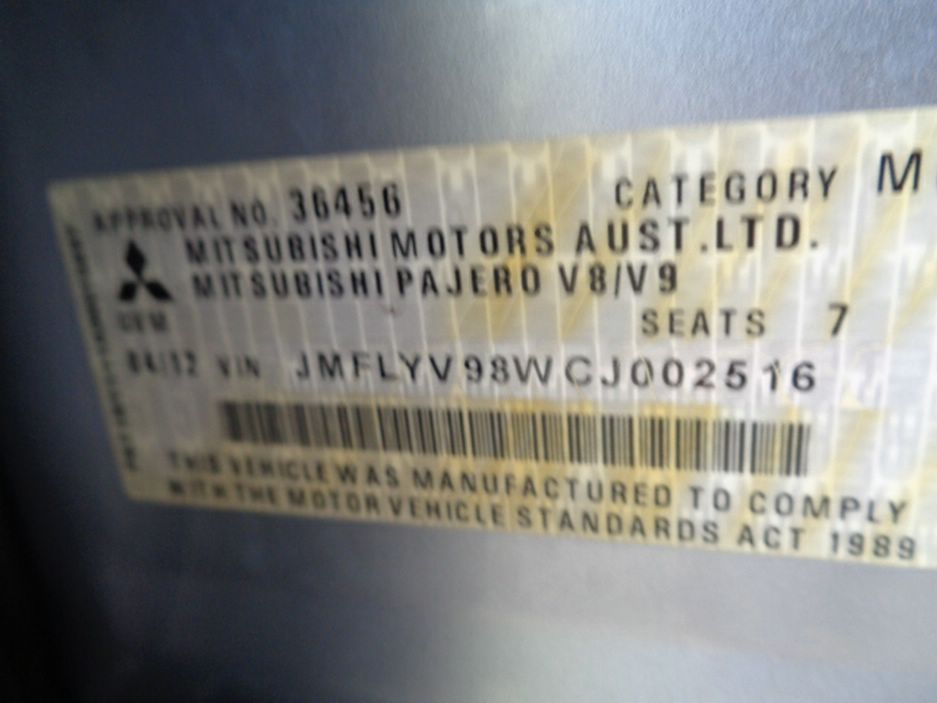 APPROVAL NO. 36456 CATEGORY M
MITSUBISHI MOTORS AUST.LTD.
MITSUBISHI PAJERO V8/V9
SEATS 7
04/12 VIN JMFLYV98WCJ002516
THIS VEHICLE WAS MANUFACTURED TO COMPLY
WITH THE MOTOR VEHICLE STANDARDS ACT 1989